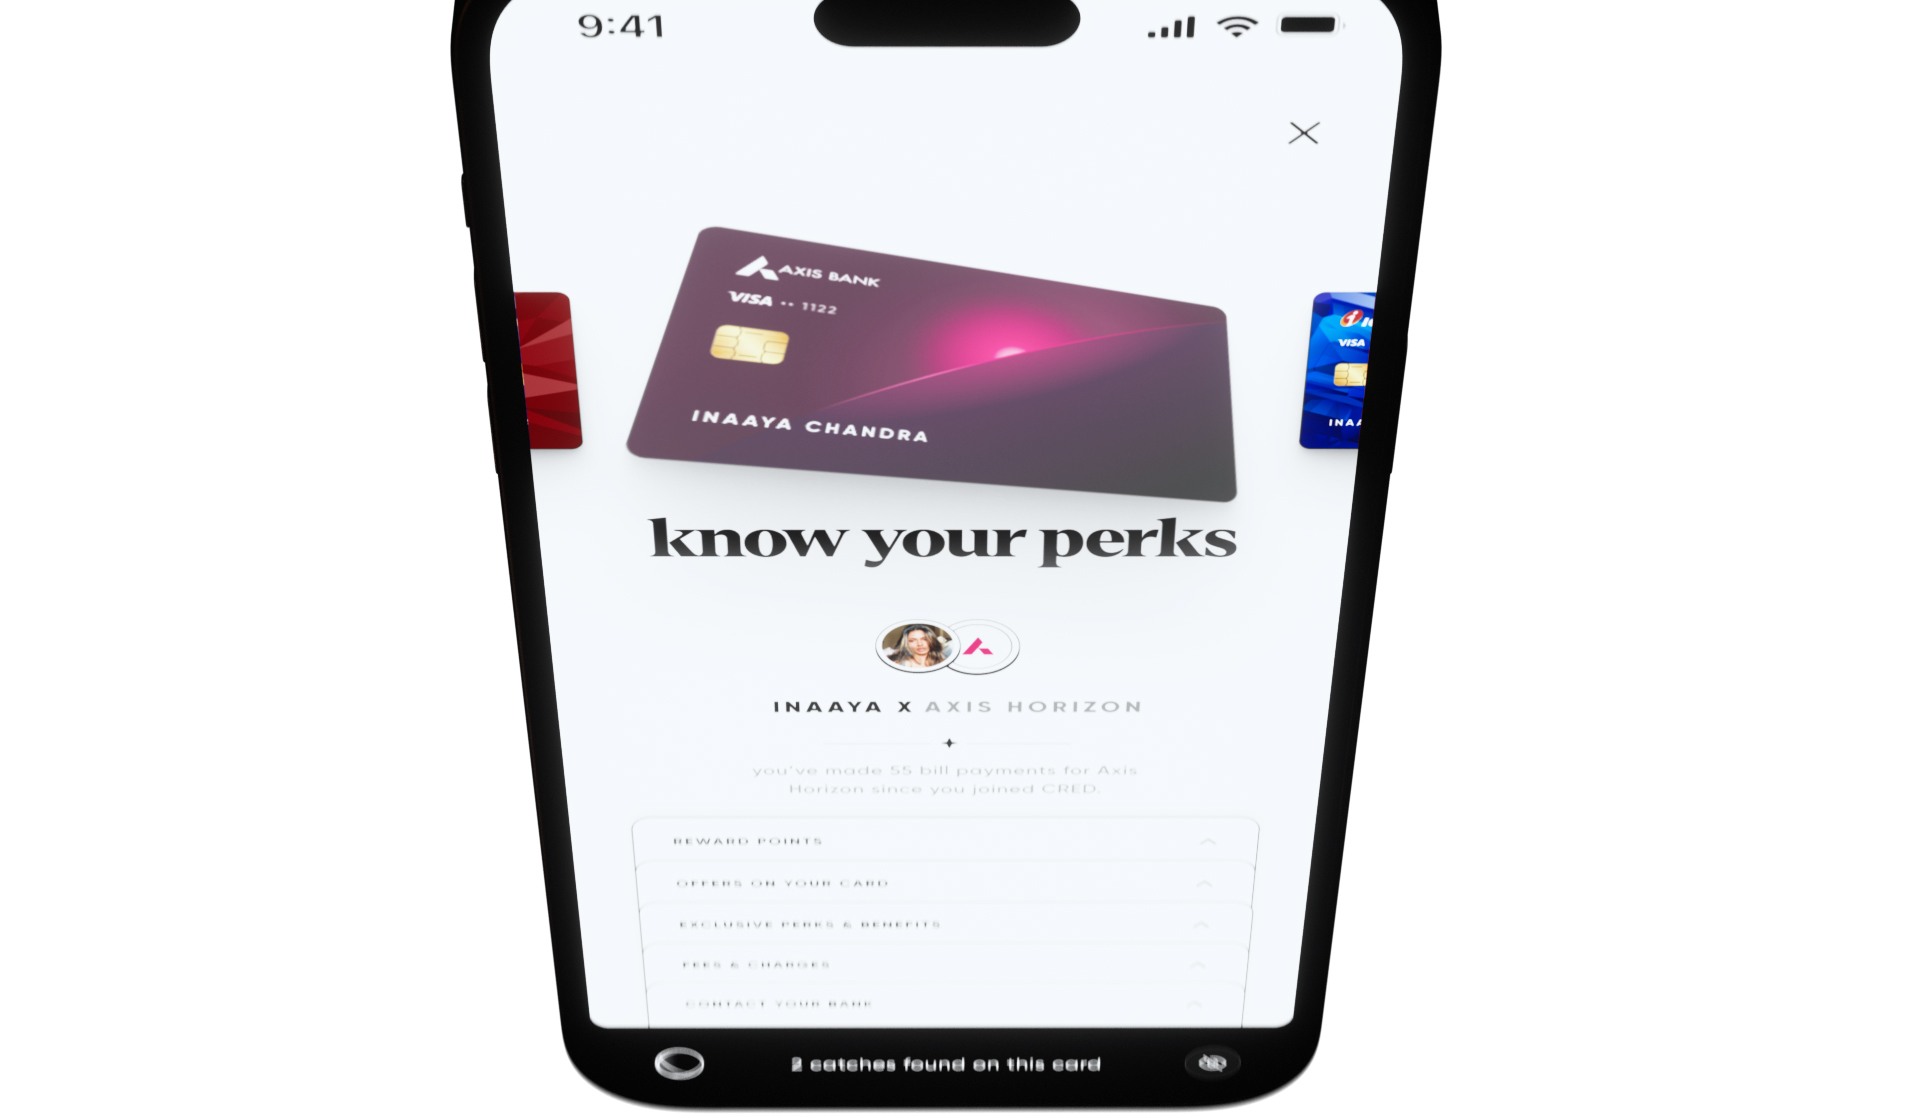 9:41
AXIS BANK
VISA •• 1122
INAAYA CHANDRA
VISA
INAA
know your perks
INAAYA X AXIS HORIZON
you've made 55 bill payments for Axis
Horizon since you joined CRED.
REWARD POINTS
OFFERS ON YOUR CARD
EXCLUSIVE PERKS & BENEFITS
FEES & CHARGES
CONTACT YOUR BANK
2 catches found on this card